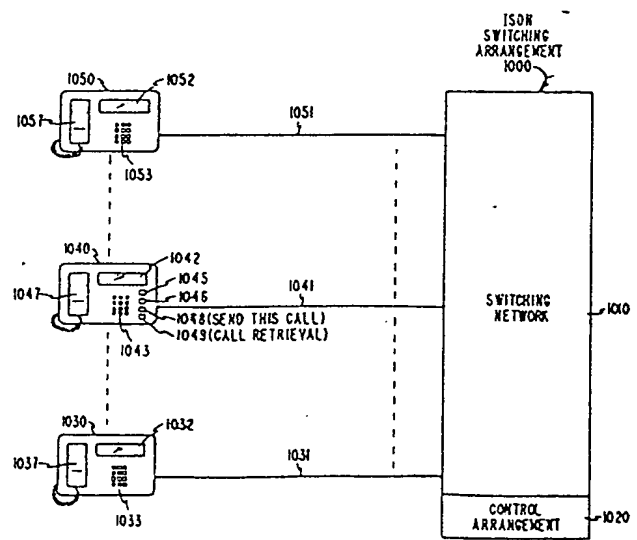 ISDN
SWITCHING
ARRANGEMENT
1000
1050
1052
1057
1053
1051
1040
1042
1045
1046
1047
1041
1048(SEND THIS CALL)
1049(CALL RETRIEVAL)
1043
SWITCHING
NETWORK
1010
1030
1032
1037
1031
1033
CONTROL
ARRANGEMENT
1020